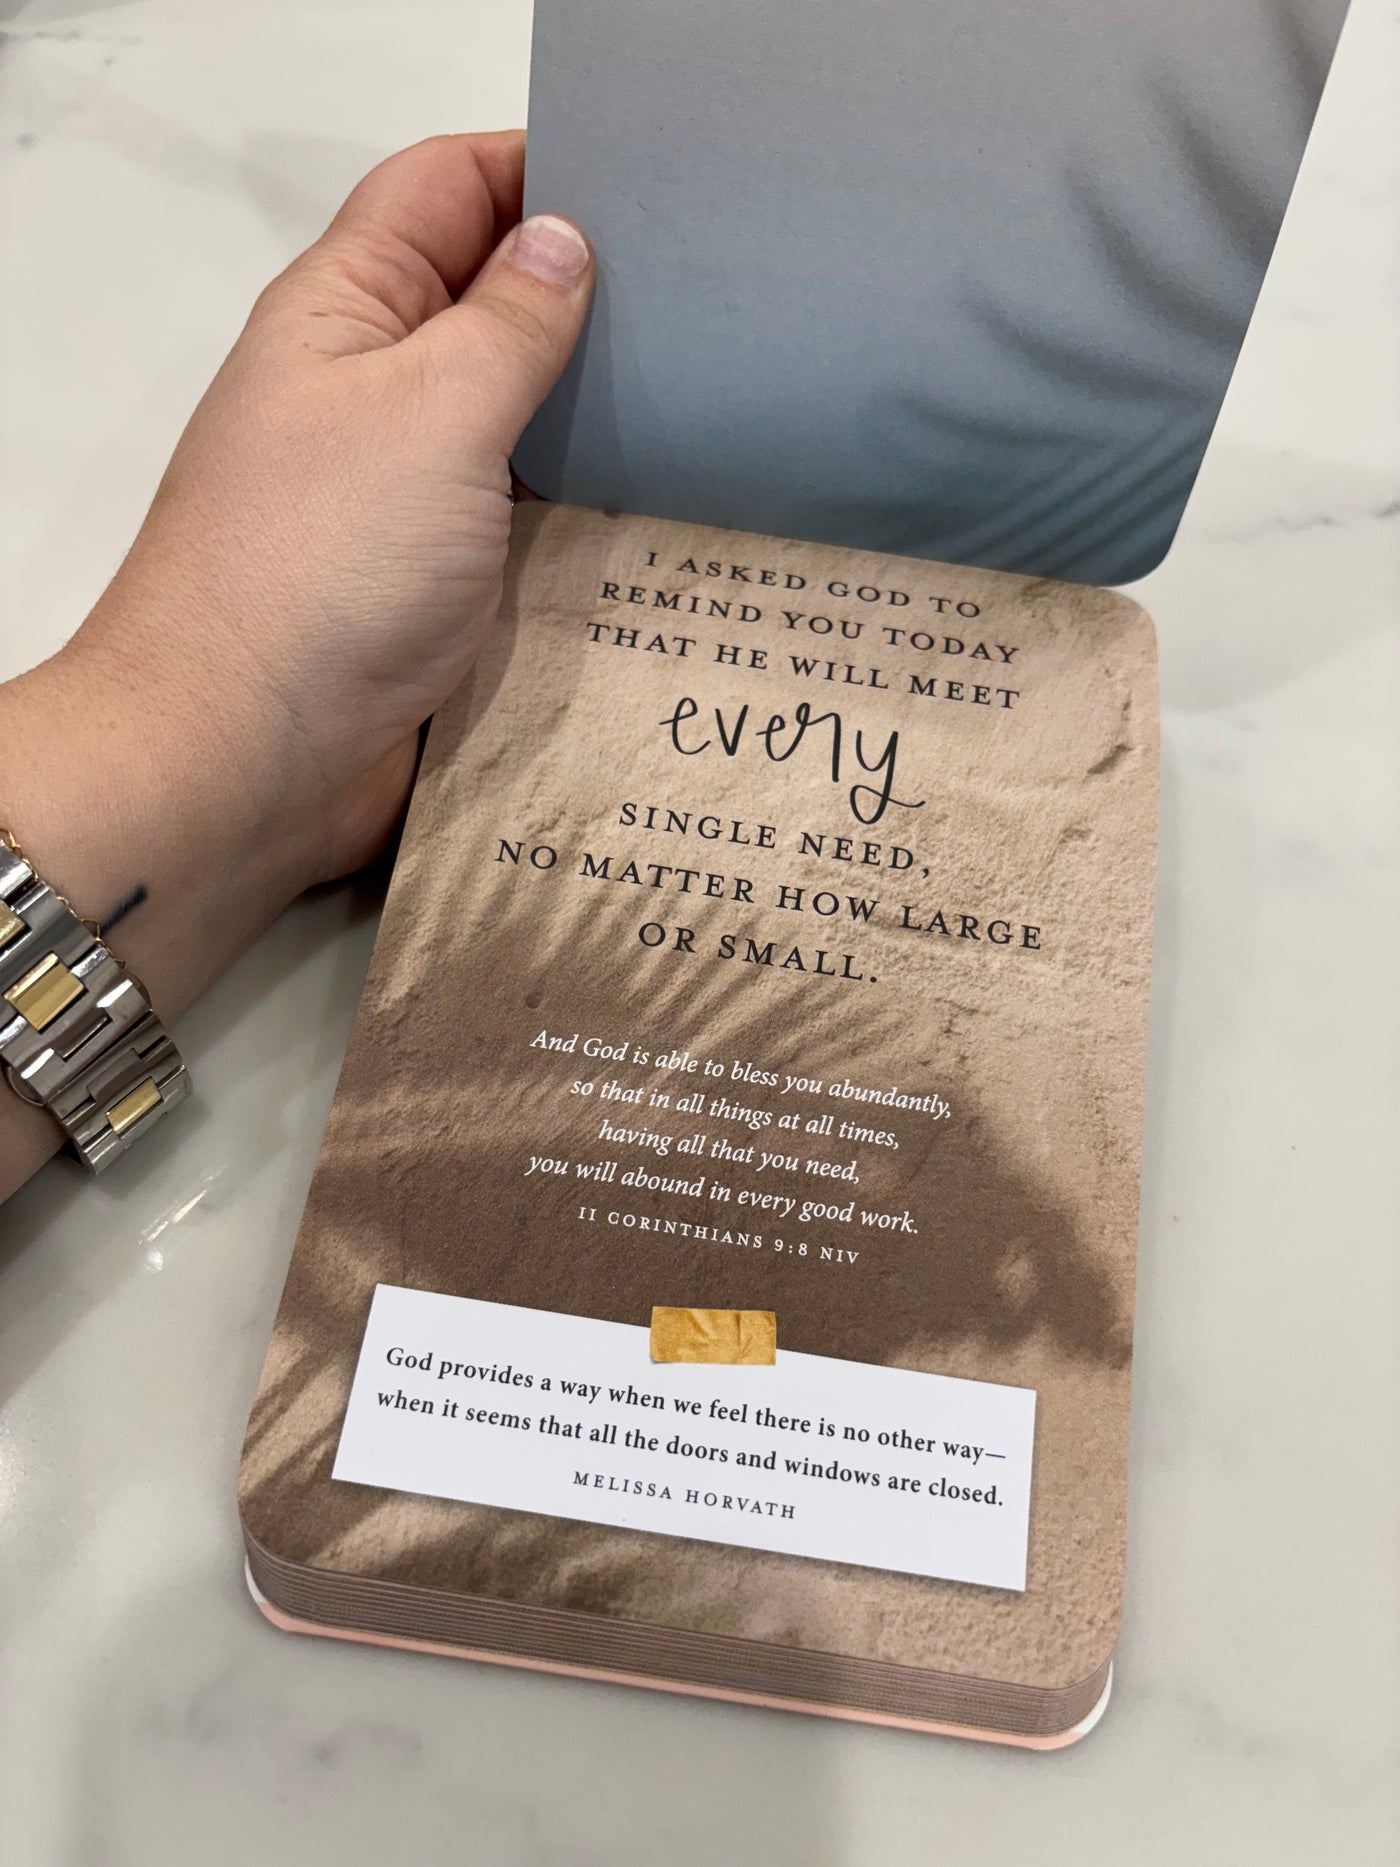 I ASKED GOD TO
REMIND YOU TODAY
THAT HE WILL MEET
every
SINGLE NEED,
NO MATTER HOW LARGE
OR SMALL.
And God is able to bless you abundantly,
so that in all things at all times,
having all that you need,
you will abound in every good work.
II CORINTHIANS 9:8 NIV
God provides a way when we feel there is no other way—
when it seems that all the doors and windows are closed.
MELISSA HORVATH